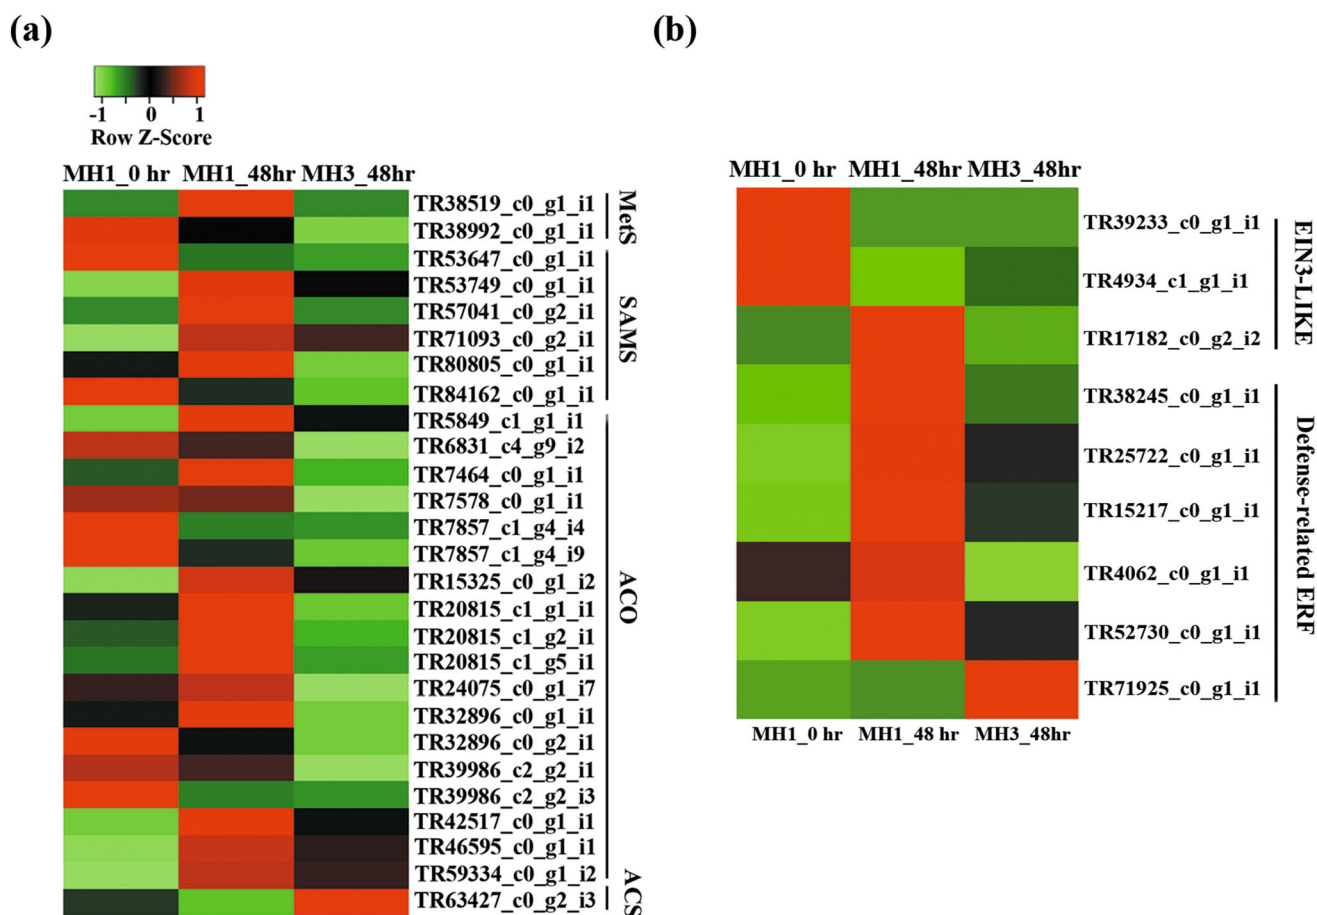 (a)
-1 0 1
Row Z-Score
MH1_0 hr MH1_48hr MH3_48hr
TR38519_c0_g1_i1
TR38992_c0_g1_i1
MetS
TR53647_c0_g1_i1
TR53749_c0_g1_i1
TR57041_c0_g2_i1
TR71093_c0_g2_i1
TR80805_c0_g1_i1
TR84162_c0_g1_i1
SAMS
TR5849_c1_g1_i1
TR6831_c4_g9_i2
TR7464_c0_g1_i1
TR7578_c0_g1_i1
TR7857_c1_g4_i4
TR7857_c1_g4_i9
TR15325_c0_g1_i2
TR20815_c1_g1_i1
TR20815_c1_g2_i1
TR20815_c1_g5_i1
TR24075_c0_g1_i7
TR32896_c0_g1_i1
TR32896_c0_g2_i1
TR39986_c2_g2_i1
TR39986_c2_g2_i3
TR42517_c0_g1_i1
TR46595_c0_g1_i1
TR59334_c0_g1_i2
ACO
TR63427_c0_g2_i3
ACS
(b)
MH1_0 hr MH1_48hr MH3_48hr
TR39233_c0_g1_i1
TR4934_c1_g1_i1
TR17182_c0_g2_i2
EIN3-LIKE
TR38245_c0_g1_i1
TR25722_c0_g1_i1
TR15217_c0_g1_i1
TR4062_c0_g1_i1
TR52730_c0_g1_i1
TR71925_c0_g1_i1
Defense-related ERF
MH1_0 hr MH1_48 hr MH3_48hr